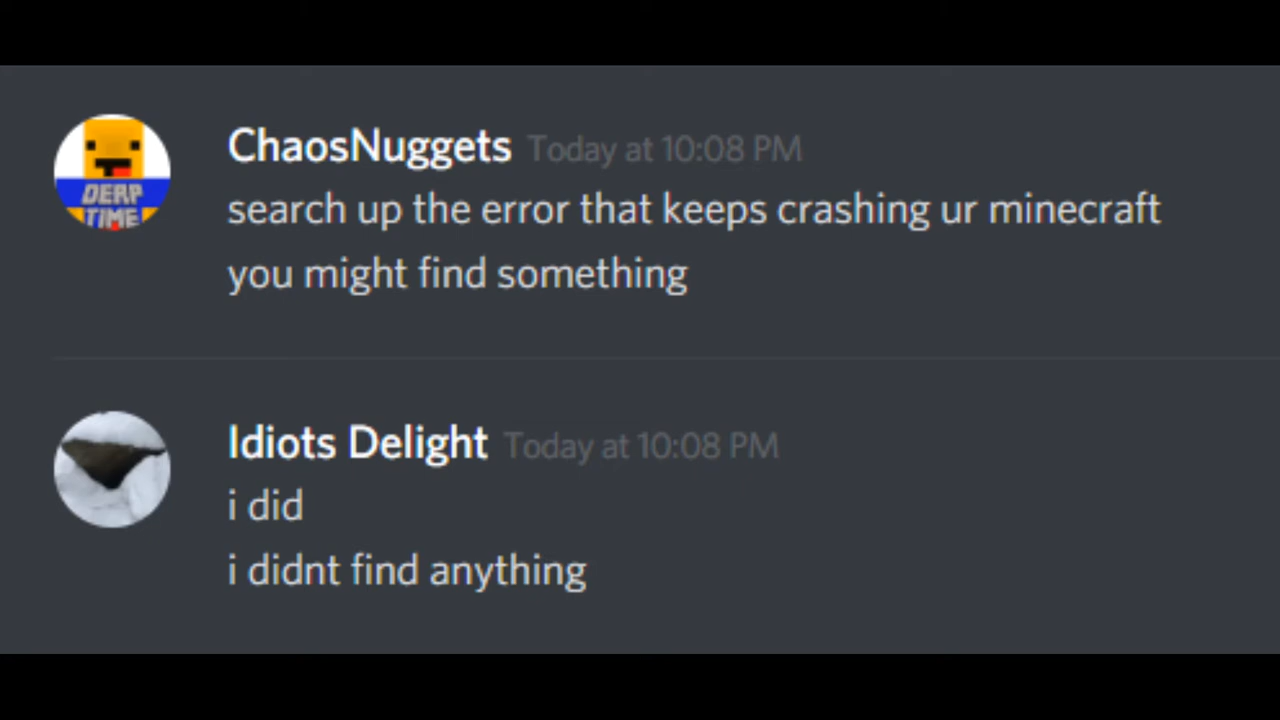 ChaosNuggets Today at 10:08 PM
search up the error that keeps crashing ur minecraft
you might find something
DERP
TIME
Idiots Delight Today at 10:08 PM
i did
i didnt find anything